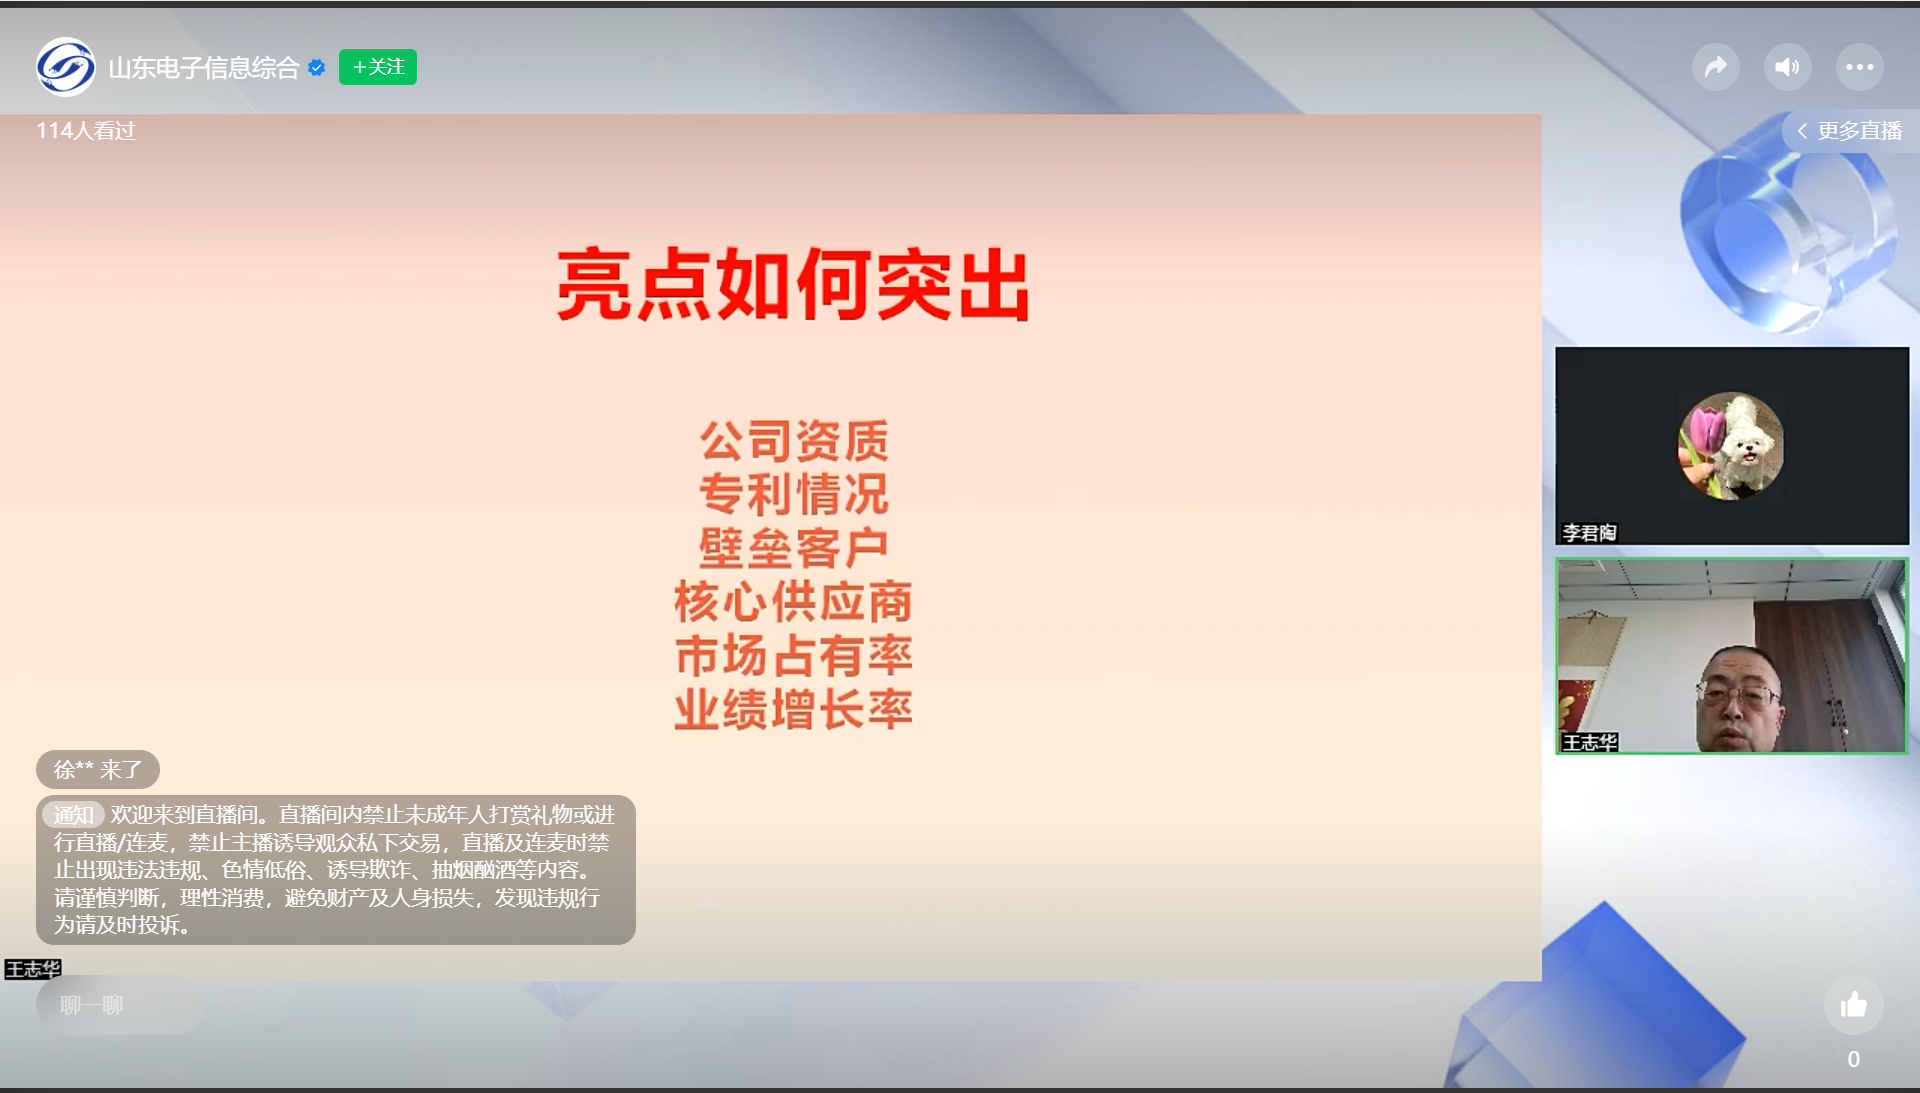 山东电子信息综合
+关注
114人看过
更多直播
亮点如何突出
公司资质
专利情况
壁垒客户
核心供应商
市场占有率
业绩增长率
李君陶
王志华
徐** 来了
通知 欢迎来到直播间。直播间内禁止未成年人打赏礼物或进
行直播/连麦，禁止主播诱导观众私下交易，直播及连麦时禁
止出现违法违规、色情低俗、诱导欺诈、抽烟酗酒等内容。
请谨慎判断，理性消费，避免财产及人身损失，发现违规行
为请及时投诉。
王志华
聊一聊
0